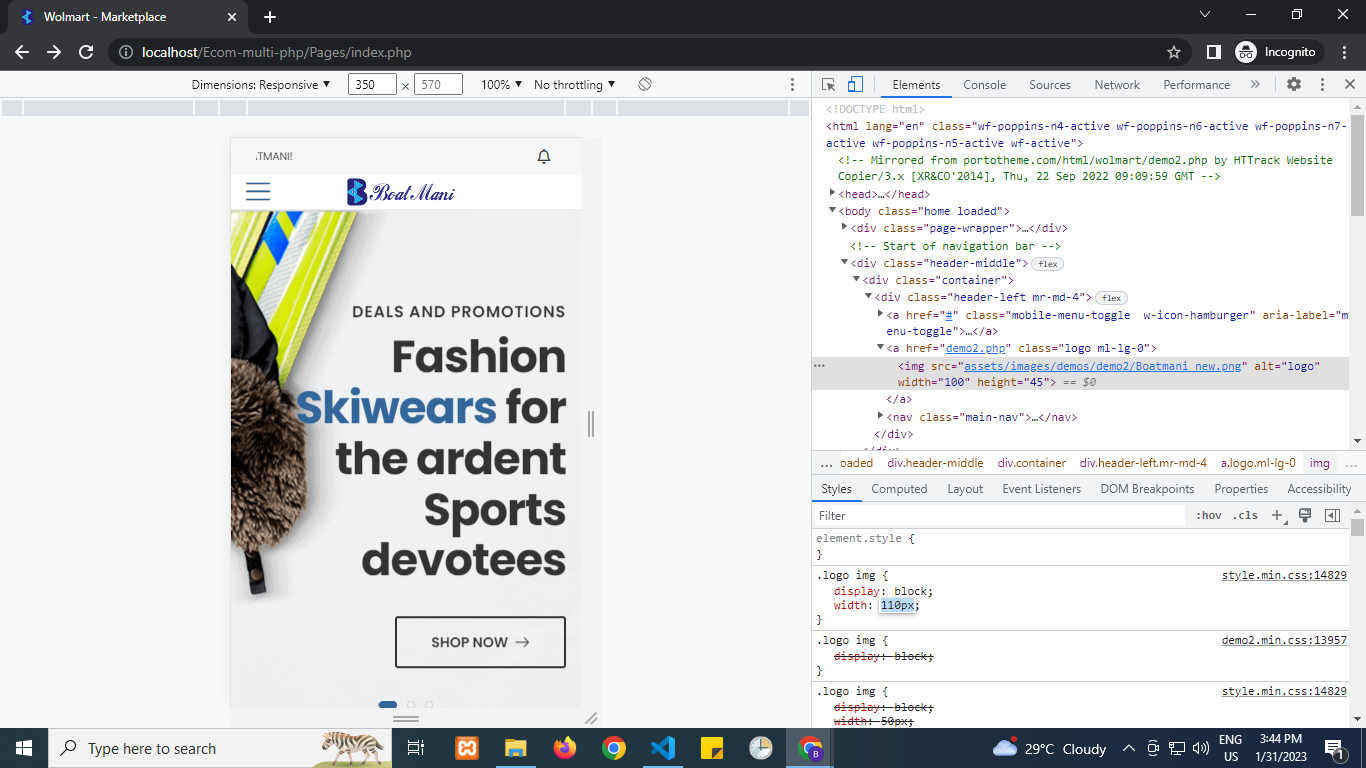 Wolmart - Marketplace
localhost/Ecom-multi-php/Pages/index.php
Incognito
Dimensions: Responsive ▼ 350 × 570 100% ▼ No throttling ▼
.TMANI!
Boat Mani
DEALS AND PROMOTIONS
Fashion
Skiwears for
the ardent
Sports
devotees
SHOP NOW →
Elements Console Sources Network Performance »
<!DOCTYPE html>
<html lang="en" class="wf-poppins-n4-active wf-poppins-n6-active wf-poppins-n7-
active wf-poppins-n5-active wf-active">
<!-- Mirrored from portotheme.com/html/wolmart/demo2.php by HTTrack Website
Copier/3.x [XR&CO'2014], Thu, 22 Sep 2022 09:09:59 GMT -->
<head>…</head>
<body class="home loaded">
<div class="page-wrapper">…</div>
<!-- Start of navigation bar -->
<div class="header-middle"> flex
<div class="container">
<div class="header-left mr-md-4"> flex
<a href="#" class="mobile-menu-toggle  w-icon-hamburger" aria-label="m
enu-toggle">…</a>
<a href="demo2.php" class="logo ml-lg-0">
<img src="assets/images/demos/demo2/Boatmani_new.png" alt="logo"
width="100" height="45"> == $0
</a>
<nav class="main-nav">…</nav>
</div>
</div>
… oaded div.header-middle div.container div.header-left.mr-md-4 a.logo.ml-lg-0 img …
Styles Computed Layout Event Listeners DOM Breakpoints Properties Accessibility
Filter :hov .cls +
element.style {
}
.logo img { style.min.css:14829
display: block;
width: 110px;
}
.logo img { demo2.min.css:13957
display: block;
}
.logo img { style.min.css:14829
display: block;
width: 50px;
Type here to search
29°C Cloudy
ENG
US
3:44 PM
1/31/2023
1